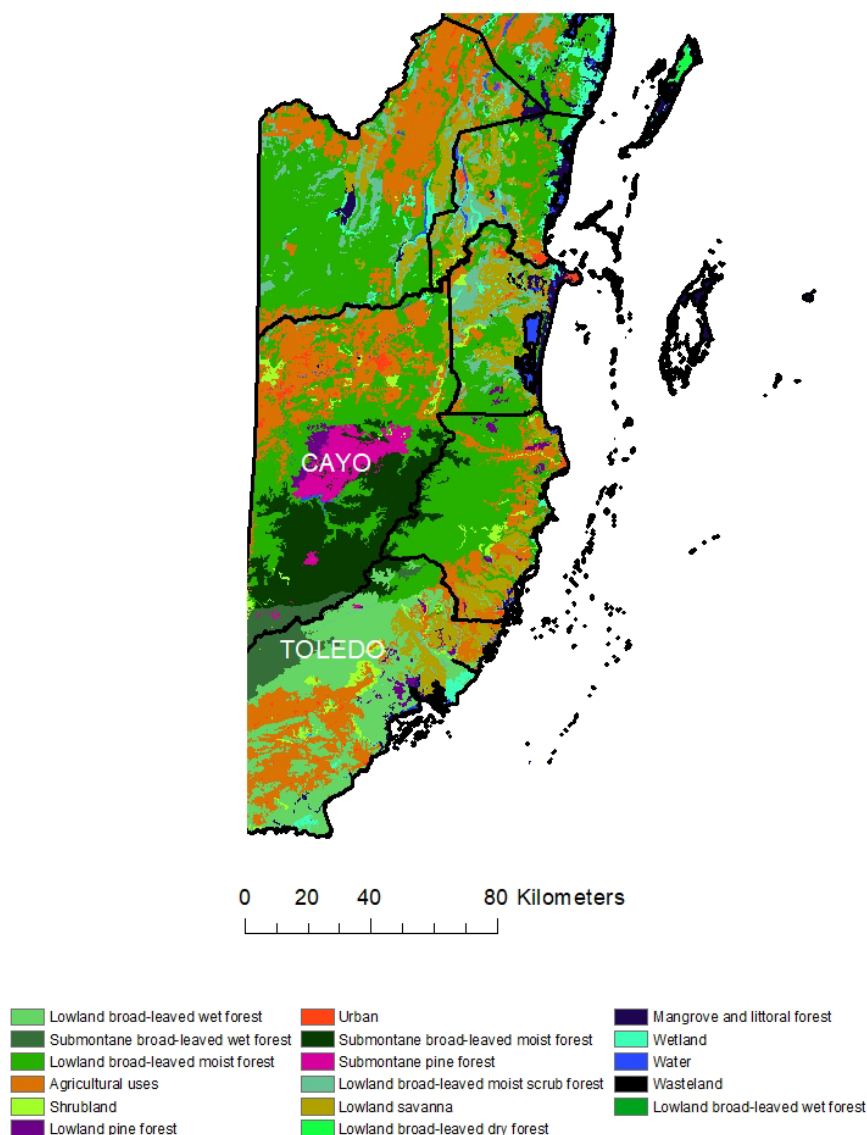 CAYO
TOLEDO
0 20 40 80 Kilometers
Lowland broad-leaved wet forest
Submontane broad-leaved wet forest
Lowland broad-leaved moist forest
Agricultural uses
Shrubland
Lowland pine forest
Urban
Submontane broad-leaved moist forest
Submontane pine forest
Lowland broad-leaved moist scrub forest
Lowland savanna
Lowland broad-leaved dry forest
Mangrove and littoral forest
Wetland
Water
Wasteland
Lowland broad-leaved wet forest